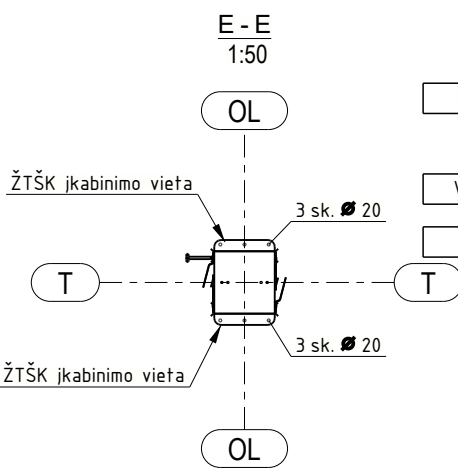 E - E
1:50
OL
ŽTŠK įkabinimo vieta
3 sk. Ø 20
T
T
ŽTŠK įkabinimo vieta
3 sk. Ø 20
OL